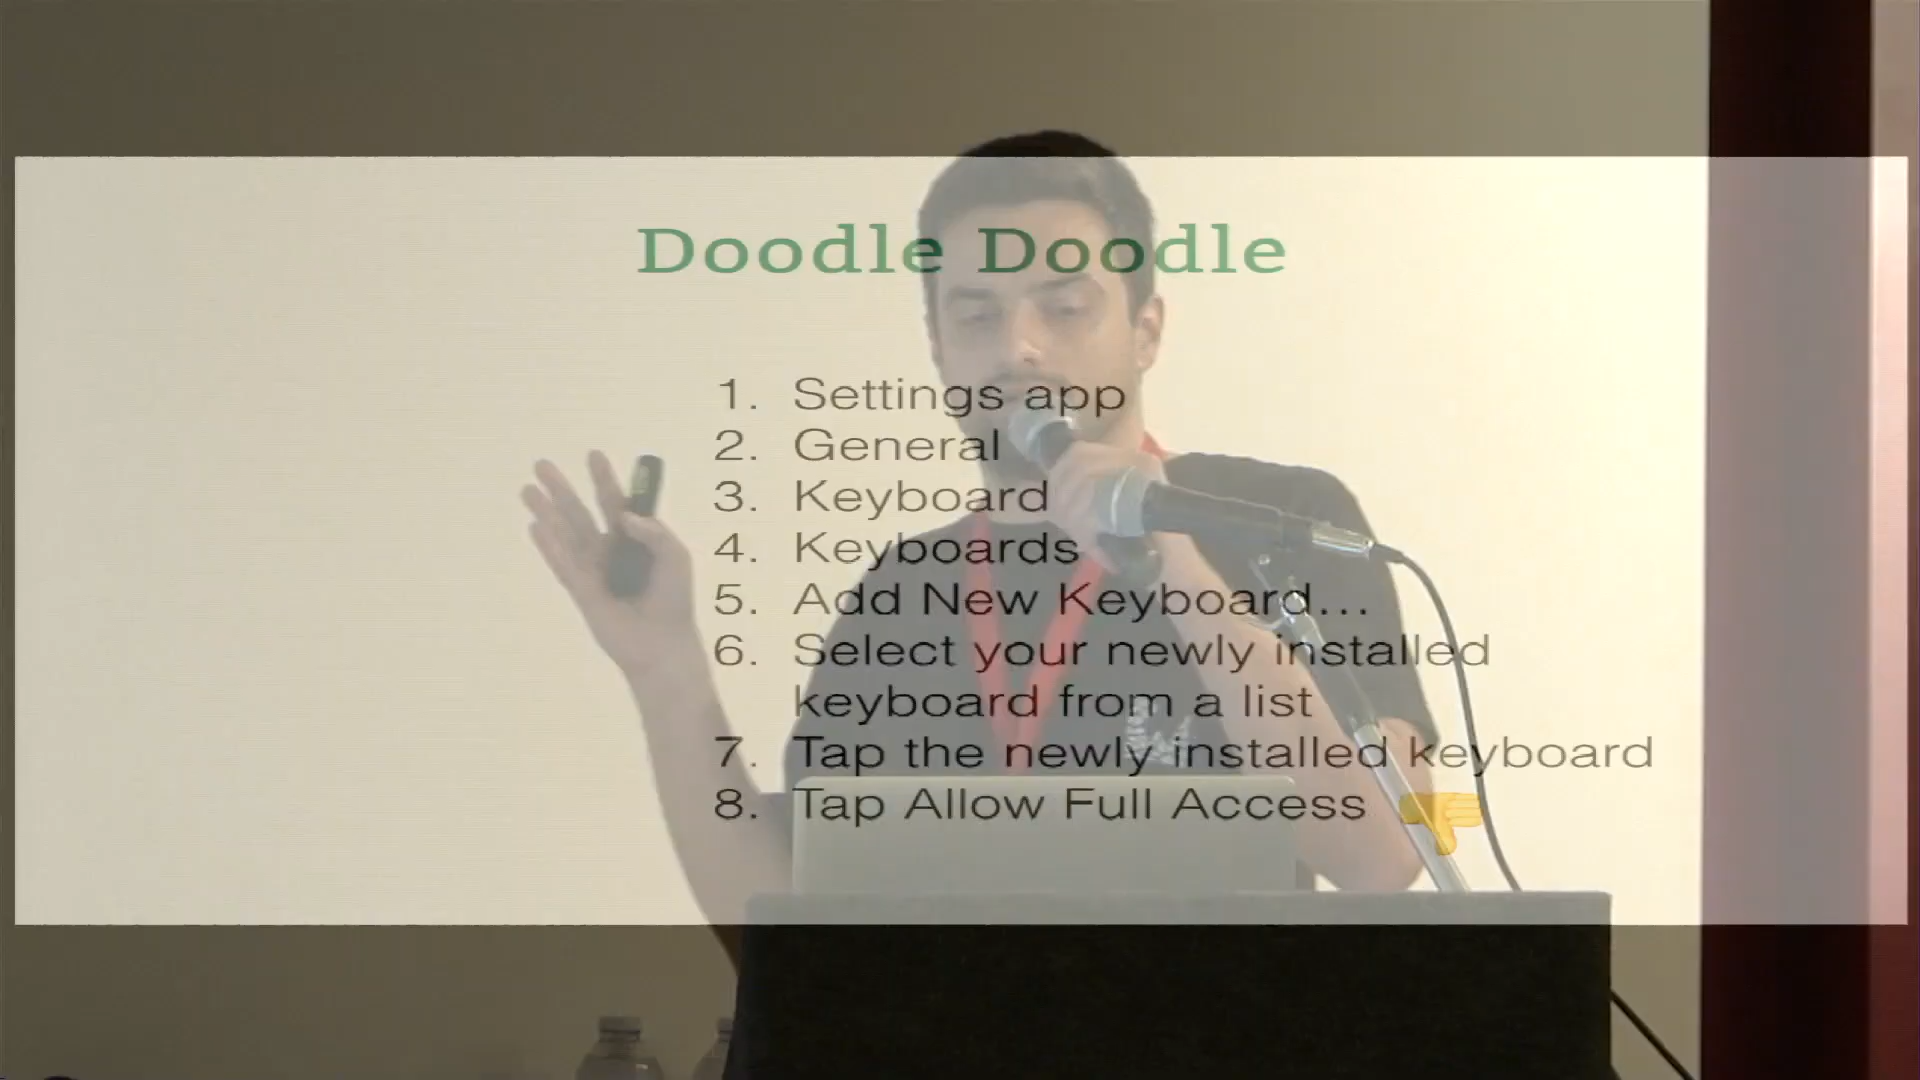 Doodle Doodle
1. Settings app
2. General
3. Keyboard
4. Keyboards
5. Add New Keyboard...
6. Select your newly installed
keyboard from a list
7. Tap the newly installed keyboard
8. Tap Allow Full Access